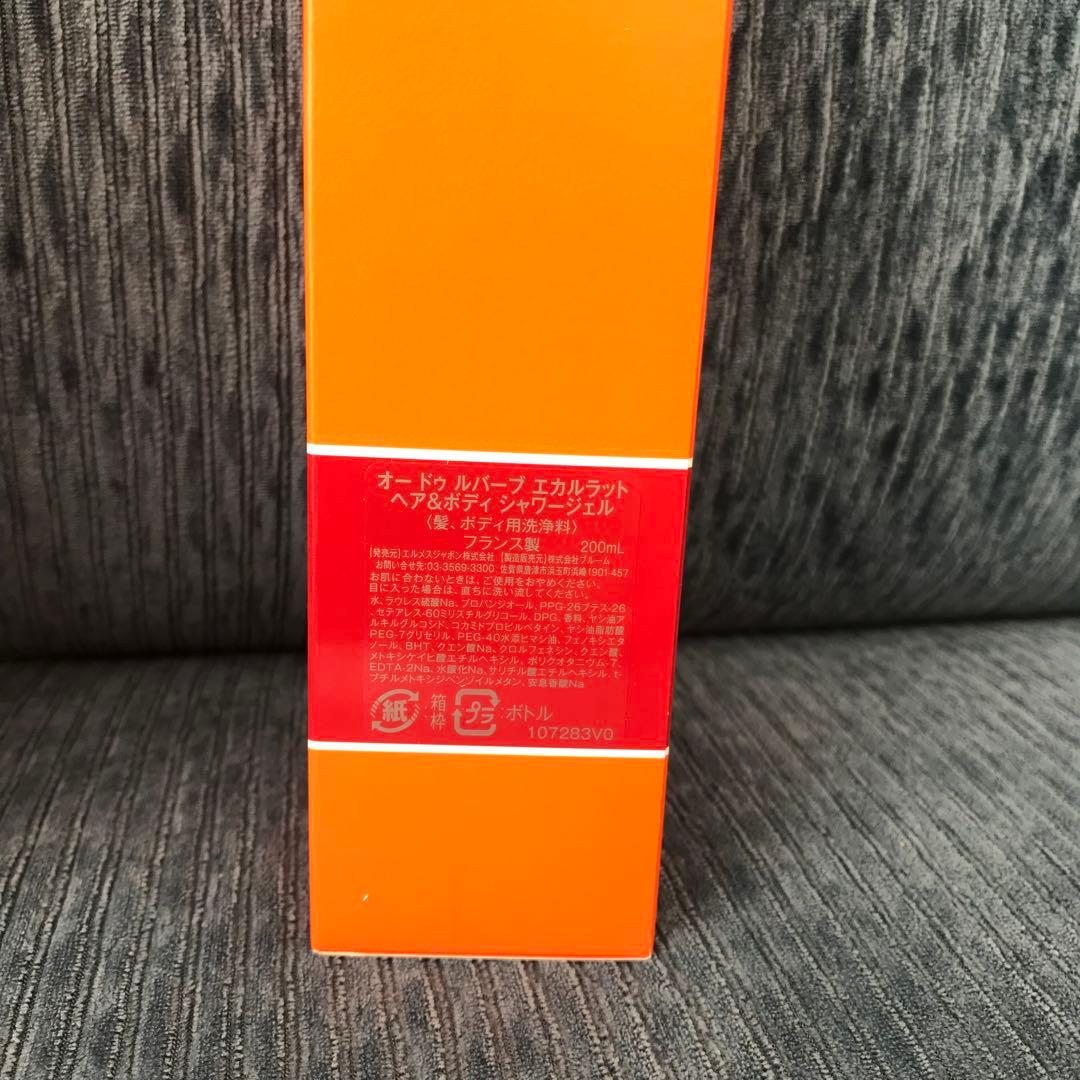 オー ドゥ ルバーブ エカルラット
ヘア&ボディ シャワージェル
〈髪、ボディ用洗浄料〉
フランス製 200mL
[発売元]エルメスジャポン株式会社 [製造販売元]株式会社ブルーム
お問い合せ先:03-3569-3300 佐賀県唐津市浜玉町浜崎1901-457
お肌に合わないときは、ご使用をおやめください。
目に入った場合は、直ちに洗い流してください。
水、ラウレス硫酸Na、プロパンジオール、PPG-26ブテス-26
、セテアレス-60ミリスチルグリコール、DPG、香料、ヤシ油ア
ルキルグルコシド、コカミドプロピルベタイン、ヤシ油脂肪酸
PEG-7グリセリル、PEG-40水添ヒマシ油、フェノキシエタ
ノール、BHT、クエン酸Na、クロルフェネシン、クエン酸、
メトキシケイヒ酸エチルヘキシル、ポリクオタニウム-7、
EDTA-2Na、水酸化Na、サリチル酸エチルヘキシル、t-
ブチルメトキシジベンゾイルメタン、安息香酸Na
紙:箱・枠 プラ:ボトル
107283V0